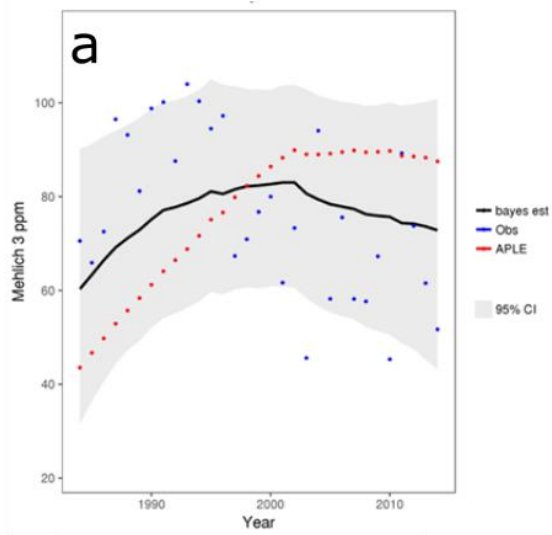 a
100
80
60
40
20
Mehlich 3 ppm
1990
2000
2010
Year
bayes est
Obs
APLE
95% CI